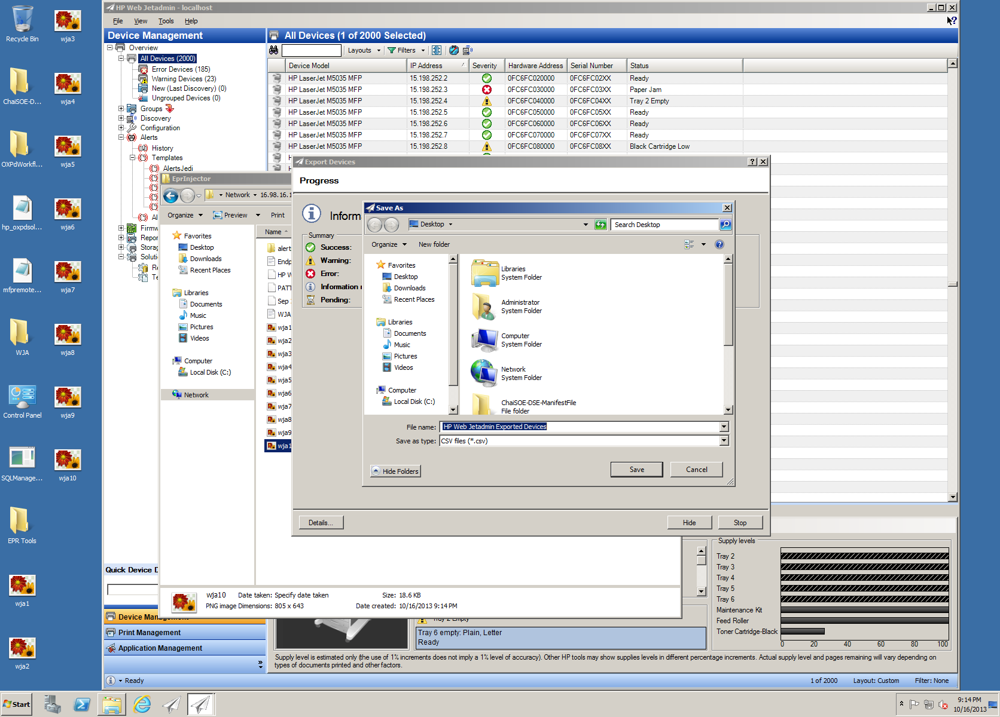 Recycle Bin
ChaiSOE-D...
OXPdWorkfl...
hp_oxpdsol...
mfpremote...
WJA
Control Panel
SQLManage...
EPR Tools
wja1
wja2
wja3
wja4
wja5
wja6
wja7
wja8
wja9
wja10
HP Web Jetadmin - localhost
File View Tools Help
Device Management
Overview
All Devices (2000)
Error Devices (185)
Warning Devices (23)
New (Last Discovery) (0)
Ungrouped Devices (0)
Groups
Discovery
Configuration
Alerts
History
Templates
AlertsJedi
Al
Firmw
Repor
Storag
Soluti
Re
Te
Quick Device D
Device Management
Print Management
Application Management
»
Ready
All Devices (1 of 2000 Selected)
Layouts Filters
Device Model IP Address Severity Hardware Address Serial Number Status
HP LaserJet M5035 MFP 15.198.252.2 0FC6FC020000 0FC6FC02XX Ready
HP LaserJet M5035 MFP 15.198.252.3 0FC6FC030000 0FC6FC03XX Paper Jam
HP LaserJet M5035 MFP 15.198.252.4 0FC6FC040000 0FC6FC04XX Tray 2 Empty
HP LaserJet M5035 MFP 15.198.252.5 0FC6FC050000 0FC6FC05XX Ready
HP LaserJet M5035 MFP 15.198.252.6 0FC6FC060000 0FC6FC06XX Ready
HP LaserJet M5035 MFP 15.198.252.7 0FC6FC070000 0FC6FC07XX Ready
HP LaserJet M5035 MFP 15.198.252.8 0FC6FC080000 0FC6FC08XX Black Cartridge Low
EprInjector
Network 16.98.16.1
Organize Preview Print
Favorites
Desktop
Downloads
Recent Places
Libraries
Documents
Music
Pictures
Videos
Computer
Local Disk (C:)
Network
Name
alert
Endp
HP W
PATT
Sep
WJA
wja1
wja2
wja3
wja4
wja5
wja6
wja7
wja8
wja9
wja1
wja10 Date taken: Specify date taken Size: 18.6 KB
PNG image Dimensions: 805 x 643 Date created: 10/16/2013 9:14 PM
Export Devices
?
Progress
Inform
Summary
Success:
Warning:
Error:
Information
Pending:
Details...
Hide
Stop
Save As
Desktop
Search Desktop
Organize New folder
Favorites
Desktop
Downloads
Recent Places
Libraries
Documents
Music
Pictures
Videos
Computer
Local Disk (C:)
Libraries
System Folder
Administrator
System Folder
Computer
System Folder
Network
System Folder
ChaiSOE-DSE-ManifestFile
File folder
File name: HP Web Jetadmin Exported Devices
Save as type: CSV files (*.csv)
Hide Folders
Save
Cancel
Tray 2 Empty
Tray 6 empty: Plain, Letter
Ready
Supply levels
Tray 2
Tray 3
Tray 4
Tray 5
Tray 6
Maintenance Kit
Feed Roller
Toner Cartridge-Black
0 20 40 60 80 100
Supply level is estimated only (the use of 1% increments does not imply a 1% level of accuracy). Other HP tools may show supplies levels in different percentage increments. Actual supply level and pages remaining will vary depending on
types of documents printed and other factors.
1 of 2000 Layout: Custom Filter: None
Start
9:14 PM
10/16/2013